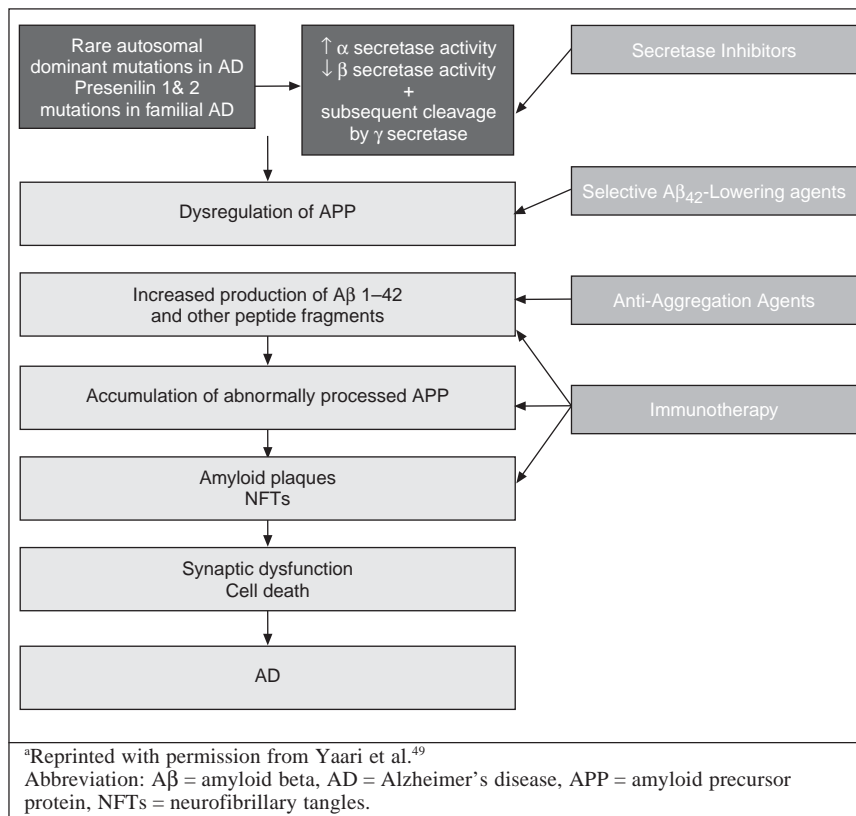 Rare autosomal
dominant mutations in AD
Presenilin 1& 2
mutations in familial AD
↑ α secretase activity
↓ β secretase activity
+
subsequent cleavage
by γ secretase
Secretase Inhibitors
Dysregulation of APP
Selective Aβ42-Lowering agents
Increased production of Aβ 1–42
and other peptide fragments
Anti-Aggregation Agents
Accumulation of abnormally processed APP
Immunotherapy
Amyloid plaques
NFTs
Synaptic dysfunction
Cell death
AD
aReprinted with permission from Yaari et al.49
Abbreviation: Aβ = amyloid beta, AD = Alzheimer’s disease, APP = amyloid precursor
protein, NFTs = neurofibrillary tangles.